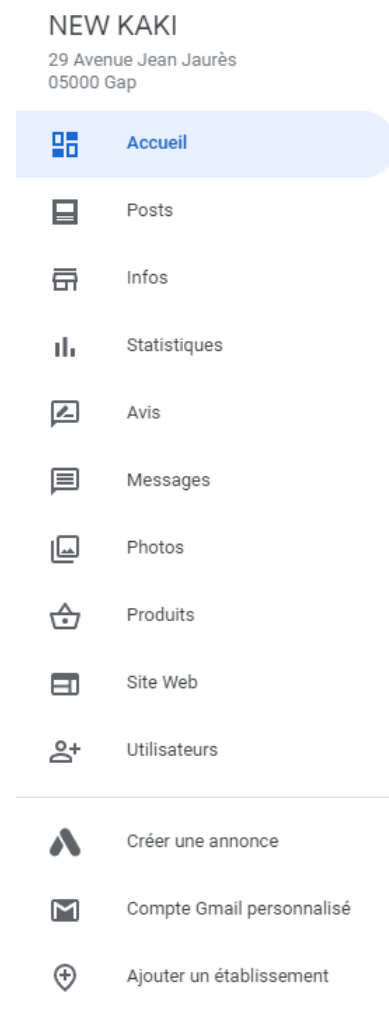 NEW KAKI
29 Avenue Jean Jaurès
05000 Gap
Accueil
Posts
Infos
Statistiques
Avis
Messages
Photos
Produits
Site Web
Utilisateurs
Créer une annonce
Compte Gmail personnalisé
Ajouter un établissement